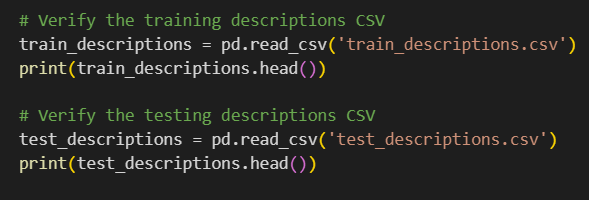 # Verify the training descriptions CSV
train_descriptions = pd.read_csv('train_descriptions.csv')
print(train_descriptions.head())
# Verify the testing descriptions CSV
test_descriptions = pd.read_csv('test_descriptions.csv')
print(test_descriptions.head())